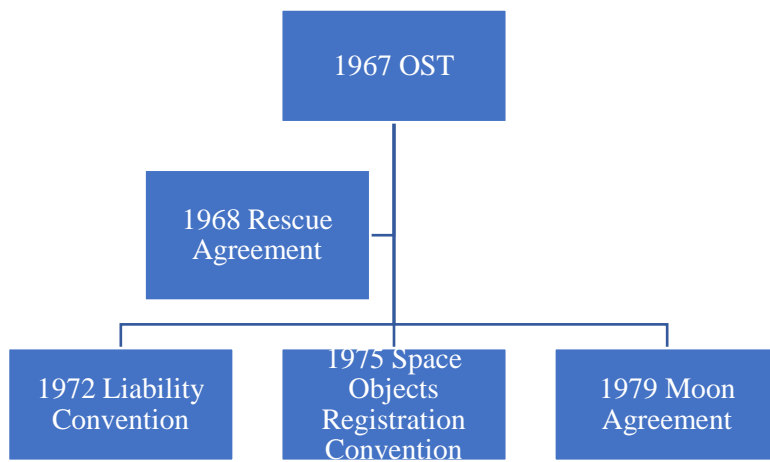 1967 OST
1968 Rescue
Agreement
1972 Liability
Convention
1975 Space
Objects
Registration
Convention
1979 Moon
Agreement